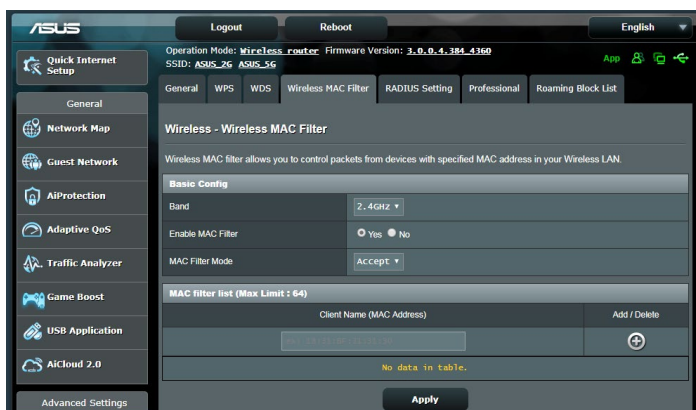 ASUS
Logout
Reboot
English
Quick Internet
Setup
Operation Mode: Wireless router Firmware Version: 3.0.0.4.384_4360
SSID: ASUS_2G ASUS_5G
App
General WPS WDS Wireless MAC Filter RADIUS Setting Professional Roaming Block List
General
Network Map
Guest Network
AiProtection
Adaptive QoS
Traffic Analyzer
Game Boost
USB Application
AiCloud 2.0
Advanced Settings
Wireless - Wireless MAC Filter
Wireless MAC filter allows you to control packets from devices with specified MAC address in your Wireless LAN.
Basic Config
Band 2.4GHz
Enable MAC Filter Yes No
MAC Filter Mode Accept
MAC filter list (Max Limit : 64)
Client Name (MAC Address) Add / Delete
No data in table.
Apply